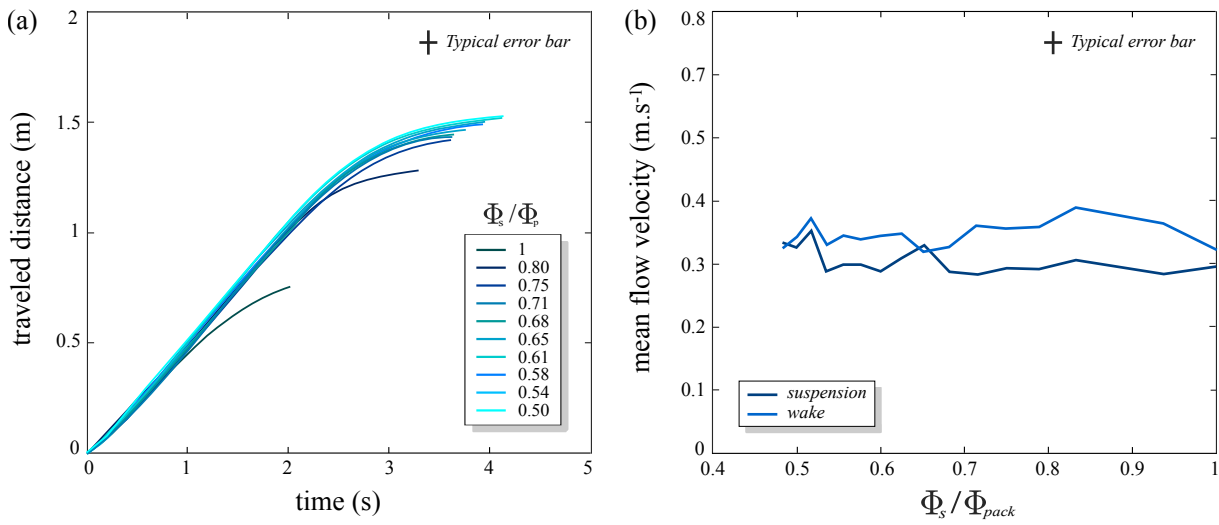 (a)
2
1.5
1
0.5
0
traveled distance (m)
Typical error bar
Φs/Φp
1
0.80
0.75
0.71
0.68
0.65
0.61
0.58
0.54
0.50
0 1 2 3 4 5
time (s)
(b)
0.8
0.7
0.5
0.4
0.3
0.3
0.1
0
mean flow velocity (m.s-1)
Typical error bar
suspension
wake
0.4 0.5 0.6 0.7 0.8 0.9 1
Φs/Φpack